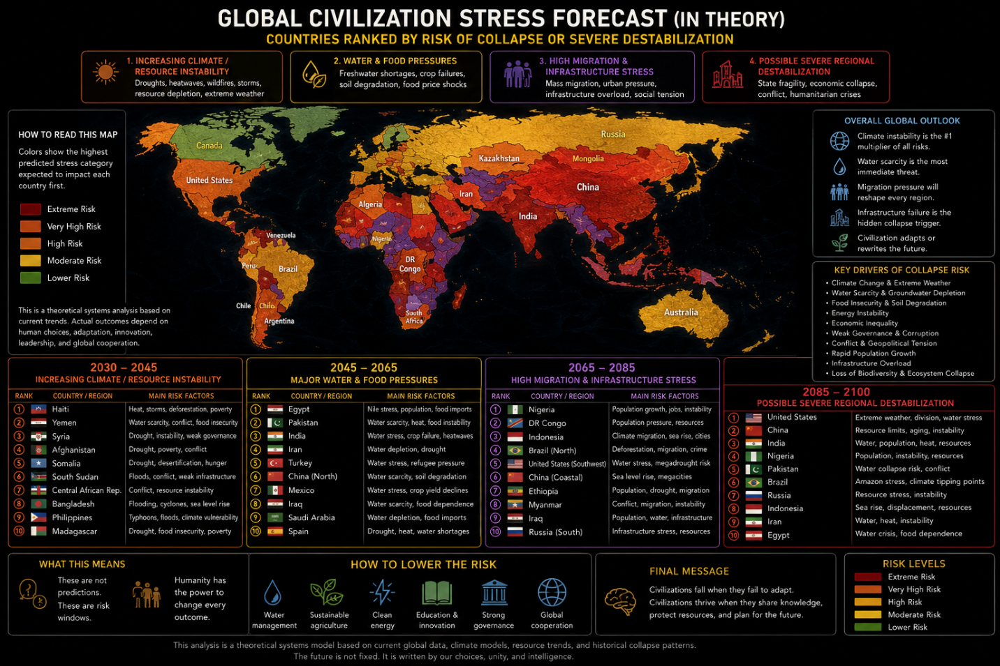 GLOBAL CIVILIZATION STRESS FORECAST (IN THEORY)
COUNTRIES RANKED BY RISK OF COLLAPSE OR SEVERE DESTABILIZATION
1. INCREASING CLIMATE /
RESOURCE INSTABILITY
Droughts, heatwaves, wildfires, storms,
resource depletion, extreme weather
2. WATER & FOOD PRESSURES
Freshwater shortages, crop failures,
soil degradation, food price shocks
3. HIGH MIGRATION &
INFRASTRUCTURE STRESS
Mass migration, urban pressure,
infrastructure overload, social tension
4. POSSIBLE SEVERE REGIONAL
DESTABILIZATION
State fragility, economic collapse,
conflict, humanitarian crises
HOW TO READ THIS MAP
Colors show the highest
predicted stress category
expected to impact each
country first.
Extreme Risk
Very High Risk
High Risk
Moderate Risk
Lower Risk
This is a theoretical systems analysis based on
current trends. Actual outcomes depend on
human choices, adaptation, innovation,
leadership, and global cooperation.
Canada
United States
Venezuela
Peru
Brazil
Chile
Chilo
Argentina
Algeria
Nigeria
DR
Congo
South
Africa
Russia
Kazakhstan
Mongolia
China
Iran
India
Australia
OVERALL GLOBAL OUTLOOK
Climate instability is the #1
multiplier of all risks.
Water scarcity is the most
immediate threat.
Migration pressure will
reshape every region.
Infrastructure failure is the
hidden collapse trigger.
Civilization adapts or
rewrites the future.
KEY DRIVERS OF COLLAPSE RISK
• Climate Change & Extreme Weather
• Water Scarcity & Groundwater Depletion
• Food Insecurity & Soil Degradation
• Energy Instability
• Economic Inequality
• Weak Governance & Corruption
• Conflict & Geopolitical Tension
• Rapid Population Growth
• Infrastructure Overload
• Loss of Biodiversity & Ecosystem Collapse
2030 – 2045
INCREASING CLIMATE / RESOURCE INSTABILITY
RANK COUNTRY / REGION MAIN RISK FACTORS
1 Haiti Heat, storms, deforestation, poverty
2 Yemen Water scarcity, conflict, food insecurity
3 Syria Drought, instability, weak governance
4 Afghanistan Drought, poverty, conflict
5 Somalia Drought, desertification, hunger
6 South Sudan Floods, conflict, weak infrastructure
7 Central African Rep. Conflict, resource instability
8 Bangladesh Flooding, cyclones, sea level rise
9 Philippines Typhoons, floods, climate vulnerability
10 Madagascar Drought, food insecurity, poverty
2045 – 2065
MAJOR WATER & FOOD PRESSURES
RANK COUNTRY / REGION MAIN RISK FACTORS
1 Egypt Nile stress, population, food imports
2 Pakistan Water scarcity, heat, food instability
3 India Water stress, crop failure, heatwaves
4 Iran Water depletion, drought
5 Turkey Water stress, refugee pressure
6 China (North) Water scarcity, soil degradation
7 Mexico Water stress, crop yield declines
8 Iraq Water scarcity, food dependence
9 Saudi Arabia Water depletion, food imports
10 Spain Drought, heat, water shortages
2065 – 2085
HIGH MIGRATION & INFRASTRUCTURE STRESS
RANK COUNTRY / REGION MAIN RISK FACTORS
1 Nigeria Population growth, jobs, instability
2 DR Congo Population pressure, resources
3 Indonesia Climate migration, sea rise, cities
4 Brazil (North) Deforestation, migration, crime
5 United States (Southwest) Water stress, megadrought risk
6 China (Coastal) Sea level rise, megacities
7 Ethiopia Population, drought, migration
8 Myanmar Conflict, migration, instability
9 Iraq Population, water, infrastructure
10 Russia (South) Infrastructure stress, resources
2085 – 2100
POSSIBLE SEVERE REGIONAL DESTABILIZATION
1 United States Extreme weather, division, water stress
2 China Resource limits, aging, instability
3 India Water, population, heat, resources
4 Nigeria Population, instability, resources
5 Pakistan Water collapse risk, conflict
6 Brazil Amazon stress, climate tipping points
7 Russia Resource stress, instability
8 Indonesia Sea rise, displacement, resources
9 Iran Water, heat, instability
10 Egypt Water crisis, food dependence
WHAT THIS MEANS
These are not
predictions.
These are risk
windows.
Humanity has
the power to
change every
outcome.
HOW TO LOWER THE RISK
Water
management
Sustainable
agriculture
Clean
energy
Education &
innovation
Strong
governance
Global
cooperation
FINAL MESSAGE
Civilizations fall when they fail to adapt.
Civilizations thrive when they share knowledge,
protect resources, and plan for the future.
RISK LEVELS
Extreme Risk
Very High Risk
High Risk
Moderate Risk
Lower Risk
This analysis is a theoretical systems model based on current global data, climate models, resource trends, and historical collapse patterns.
The future is not fixed. It is written by our choices, unity, and intelligence.